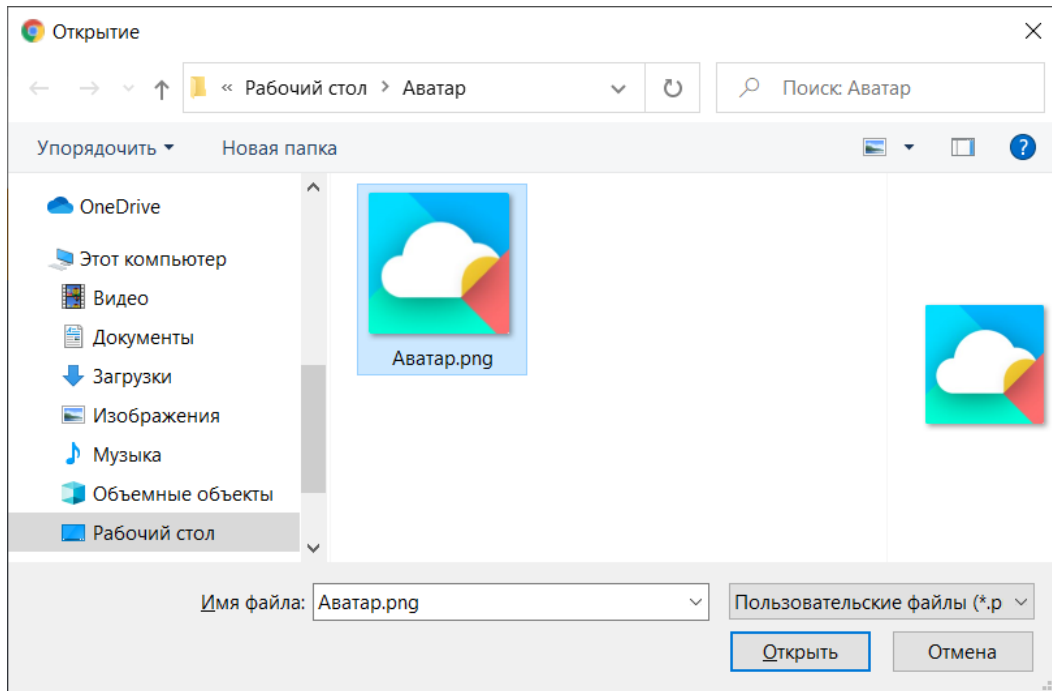 Открытие
« Рабочий стол > Аватар
Поиск: Аватар
Упорядочить
Новая папка
?
OneDrive
Этот компьютер
Видео
Документы
Загрузки
Изображения
Музыка
Объемные объекты
Рабочий стол
Аватар.png
Имя файла: Аватар.png
Пользовательские файлы (*.p
Открыть
Отмена